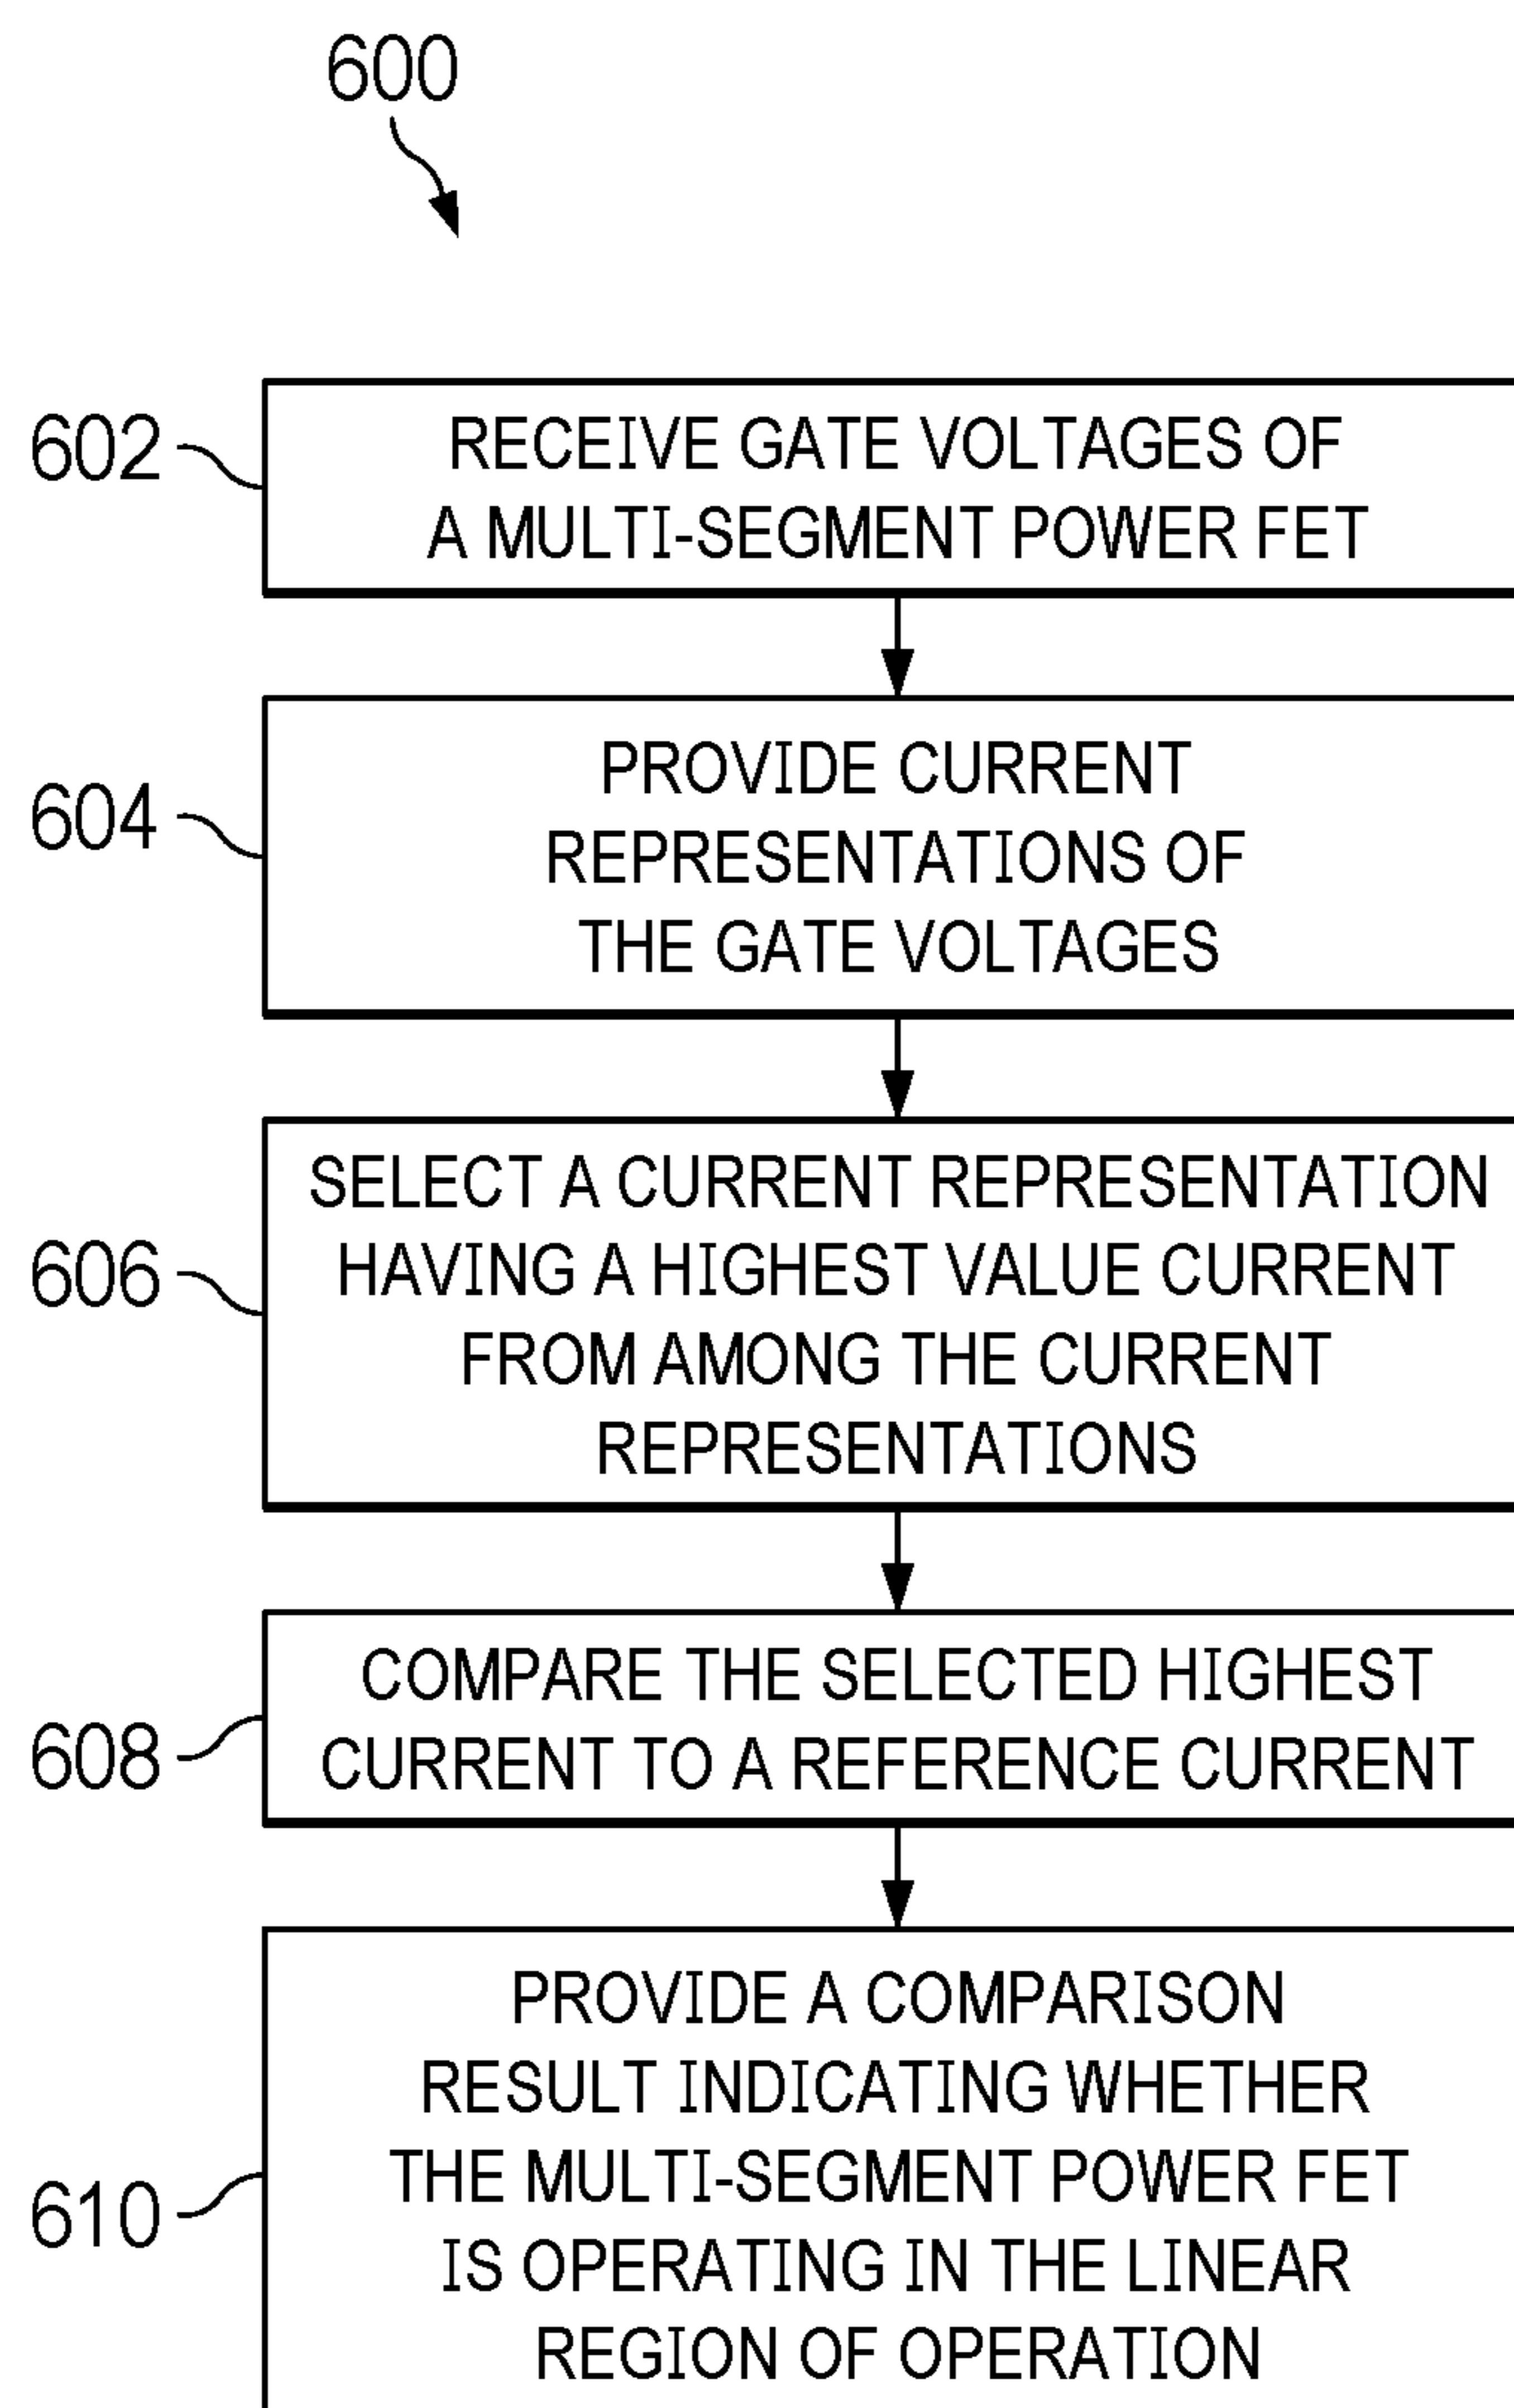 600
602
RECEIVE GATE VOLTAGES OF
A MULTI-SEGMENT POWER FET
604
PROVIDE CURRENT
REPRESENTATIONS OF
THE GATE VOLTAGES
606
SELECT A CURRENT REPRESENTATION
HAVING A HIGHEST VALUE CURRENT
FROM AMONG THE CURRENT
REPRESENTATIONS
608
COMPARE THE SELECTED HIGHEST
CURRENT TO A REFERENCE CURRENT
610
PROVIDE A COMPARISON
RESULT INDICATING WHETHER
THE MULTI-SEGMENT POWER FET
IS OPERATING IN THE LINEAR
REGION OF OPERATION